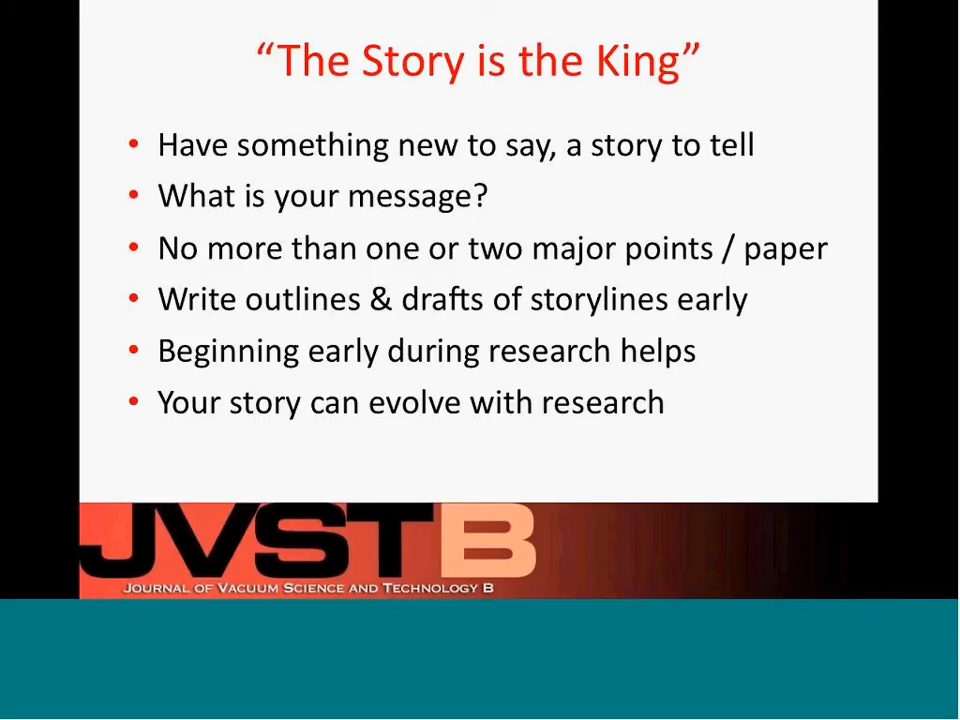 “The Story is the King”
• Have something new to say, a story to tell
• What is your message?
• No more than one or two major points / paper
• Write outlines & drafts of storylines early
• Beginning early during research helps
• Your story can evolve with research
JVST B
JOURNAL OF VACUUM SCIENCE AND TECHNOLOGY B